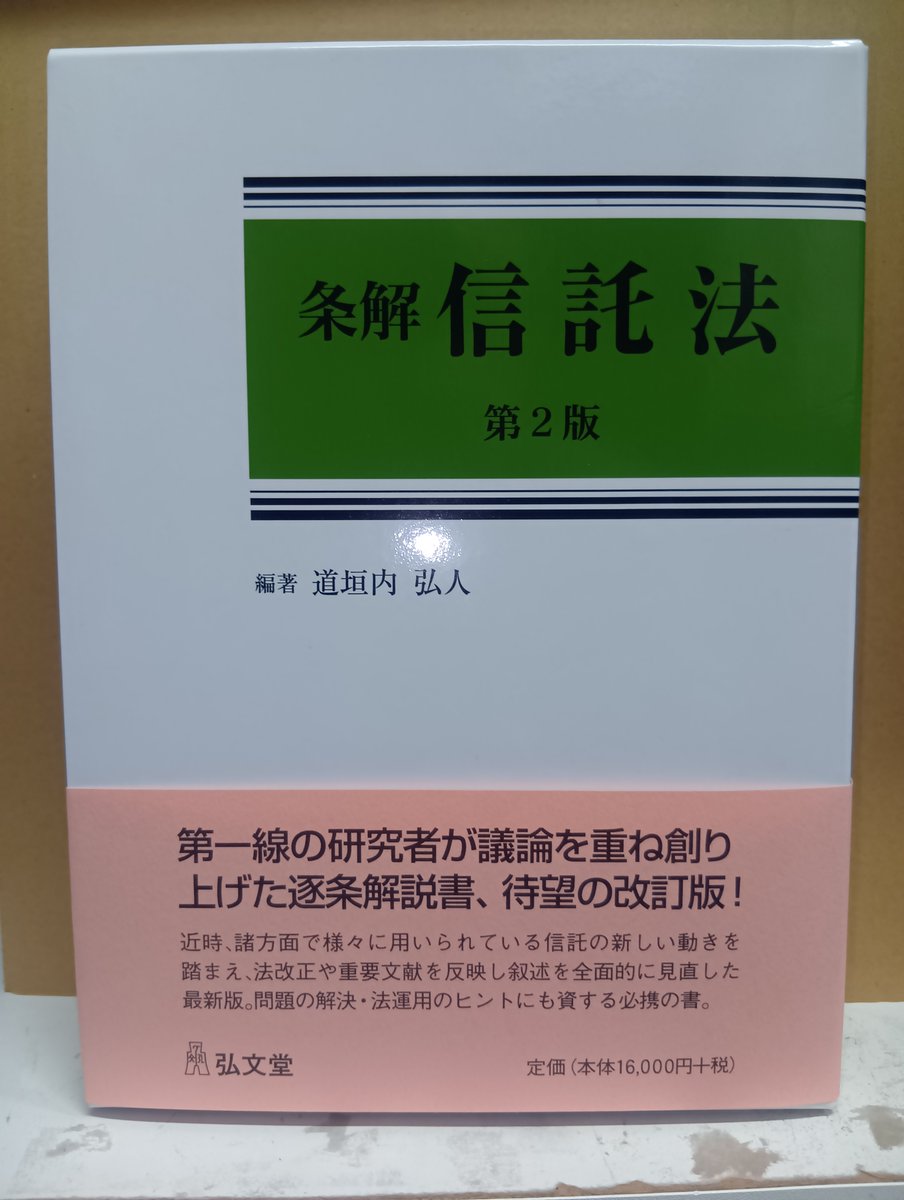 条解 信託法
第2版
編著 道垣内 弘人
第一線の研究者が議論を重ね創り
上げた逐条解説書、待望の改訂版!
近時、諸方面で様々に用いられている信託の新しい動きを
踏まえ、法改正や重要文献を反映し叙述を全面的に見直した
最新版。問題の解決・法運用のヒントにも資する必携の書。
弘文堂
定価(本体16,000円+税)